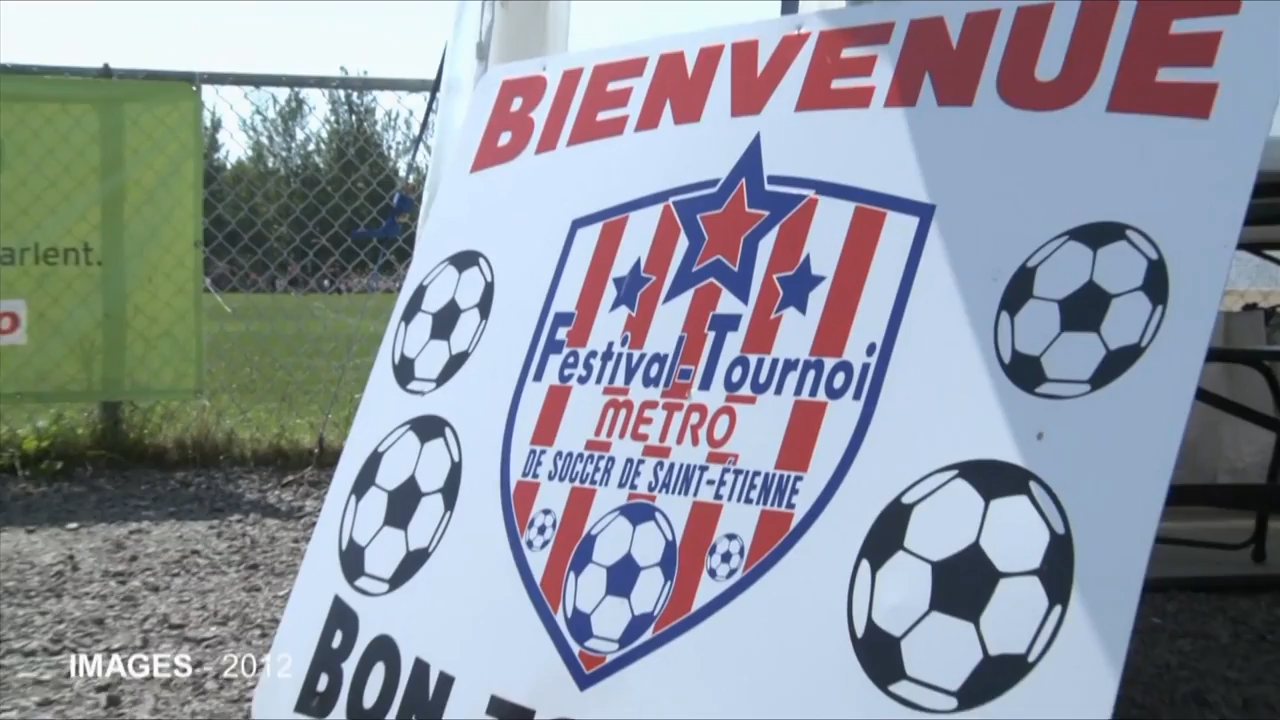 BIENVENUE
arlent.
Festival-Tournoi
METRO
DE SOCCER DE SAINT-ÉTIENNE
IMAGES - 2012
BON